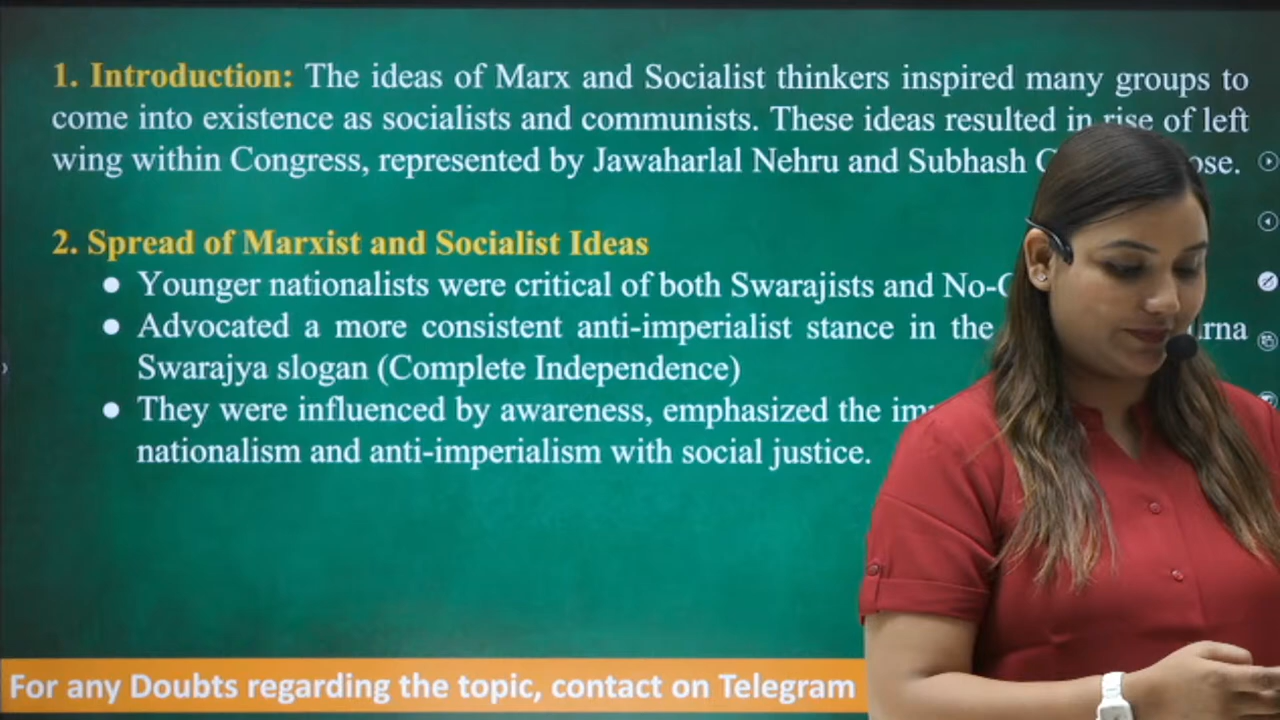 1. Introduction: The ideas of Marx and Socialist thinkers inspired many groups to
come into existence as socialists and communists. These ideas resulted in rise of left
wing within Congress, represented by Jawaharlal Nehru and Subhash
2. Spread of Marxist and Socialist Ideas
● Younger nationalists were critical of both Swarajists and
● Advocated a more consistent anti-imperialist stance in the
Swarajya slogan (Complete Independence)
● They were influenced by awareness, emphasized the
nationalism and anti-imperialism with social justice.
For any Doubts regarding the topic, contact on Telegram